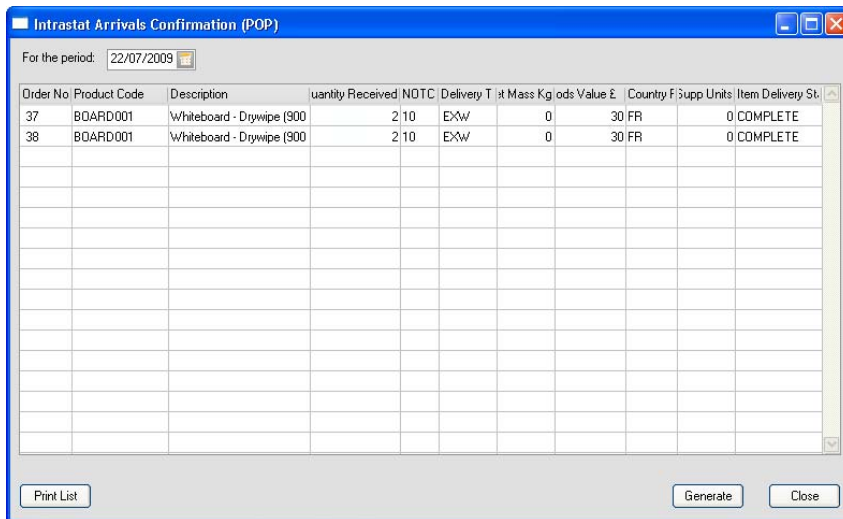 Intrastat Arrivals Confirmation (POP)
For the period: 22/07/2009
Order No Product Code Description uantity Received NOTC Delivery T et Mass Kg ods Value £ Country F Supp Units Item Delivery St
37 BOARD001 Whiteboard - Drywipe (900 2 10 EXW 0 30 FR 0 COMPLETE
38 BOARD001 Whiteboard - Drywipe (900 2 10 EXW 0 30 FR 0 COMPLETE
Print List Generate Close